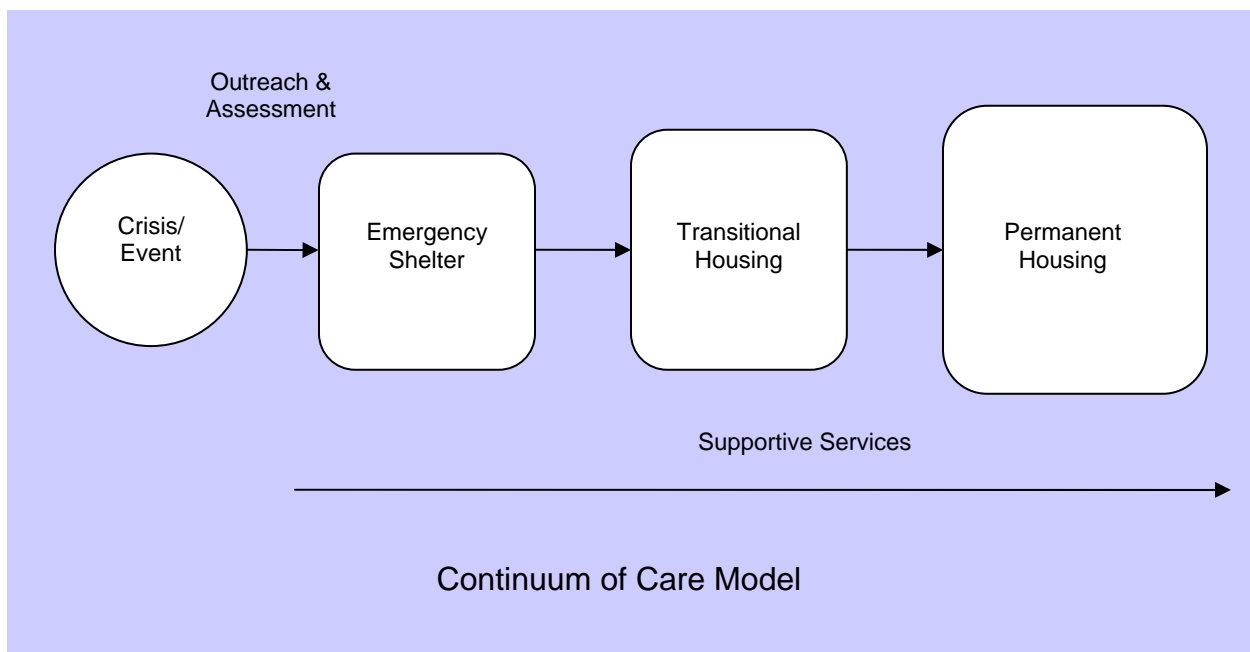 Outreach &
Assessment
Crisis/
Event
Emergency
Shelter
Transitional
Housing
Permanent
Housing
Supportive Services
Continuum of Care Model